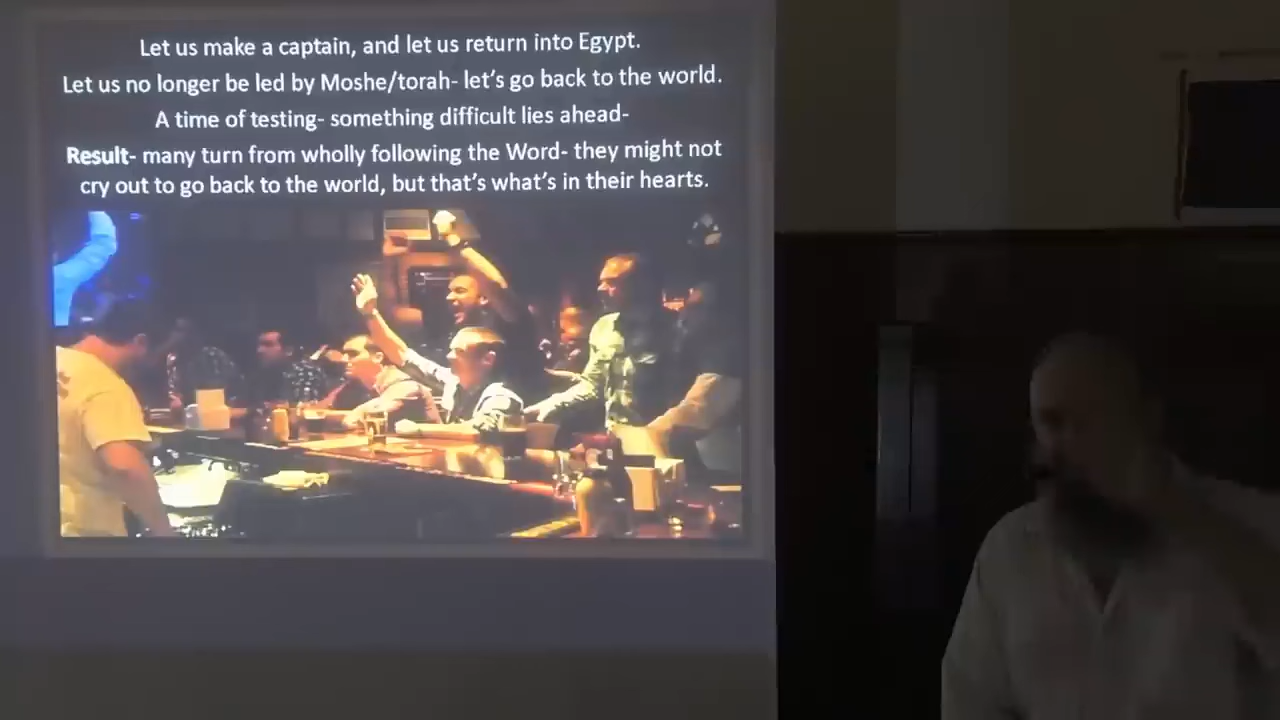 Let us make a captain, and let us return into Egypt.
Let us no longer be led by Moshe/torah- let's go back to the world.
A time of testing- something difficult lies ahead-
Result- many turn from wholly following the Word- they might not
cry out to go back to the world, but that's what's in their hearts.